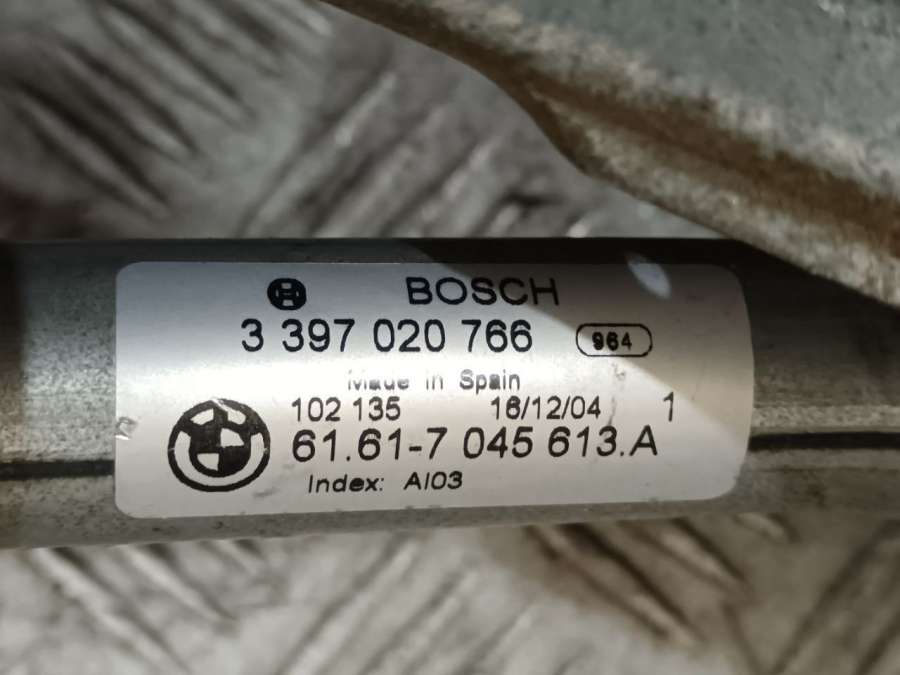 BOSCH
3 397 020 766 964
Made in Spain
102 135 16/12/04 1
61.61-7 045 613.A
Index: AI03